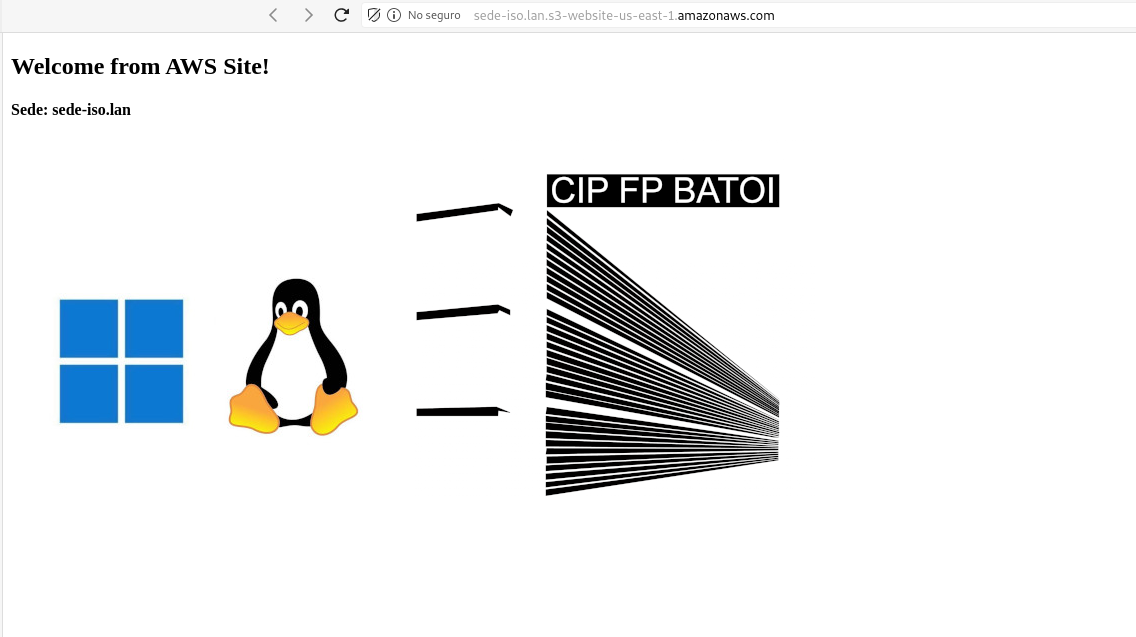 No seguro sede-iso.lan.s3-website-us-east-1.amazonaws.com
Welcome from AWS Site!
Sede: sede-iso.lan
CIP FP BATOI